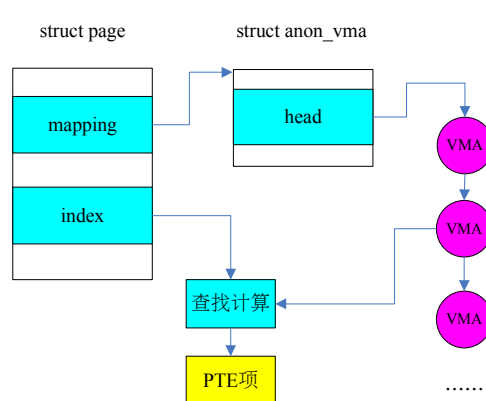 struct page
struct anon_vma
mapping
head
VMA
index
VMA
查找计算
VMA
PTE项
......